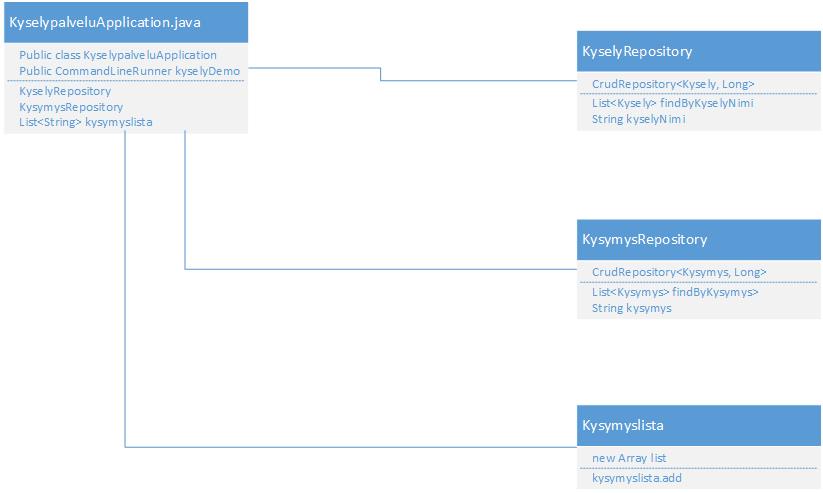 KyselypalveluApplication.java
Public class KyselypalveluApplication
Public CommandLineRunner kyselyDemo
KyselyRepository
KysymysRepository
List<String> kysymyslista
KyselyRepository
CrudRepository<Kysely, Long>
List<Kysely> findByKyselyNimi
String kyselyNimi
KysymysRepository
CrudRepository<Kysymys, Long>
List<Kysymys> findByKysymys>
String kysymys
Kysymyslista
new Array list
kysymyslista.add